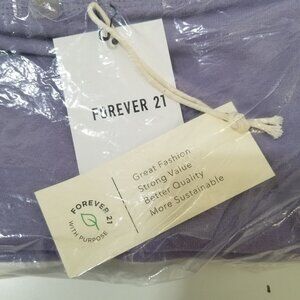 FOREVER 21
FOREVER 21
WITH PURPOSE
Great Fashion
Strong Value
Better Quality
More Sustainable